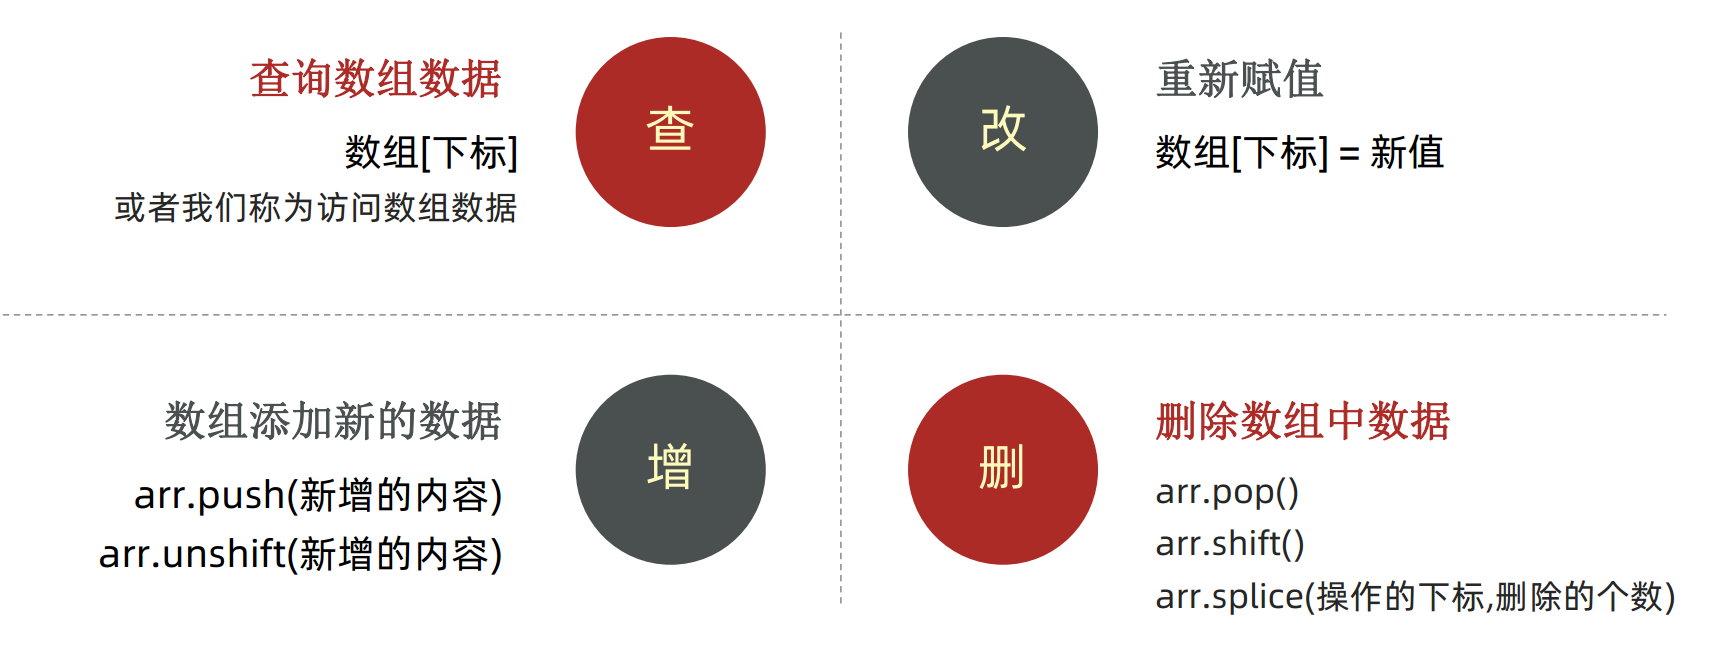 查询数组数据
数组[下标]
或者我们称为访问数组数据
查
改
重新赋值
数组[下标] = 新值
数组添加新的数据
arr.push(新增的内容)
arr.unshift(新增的内容)
增
删
删除数组中数据
arr.pop()
arr.shift()
arr.splice(操作的下标,删除的个数)